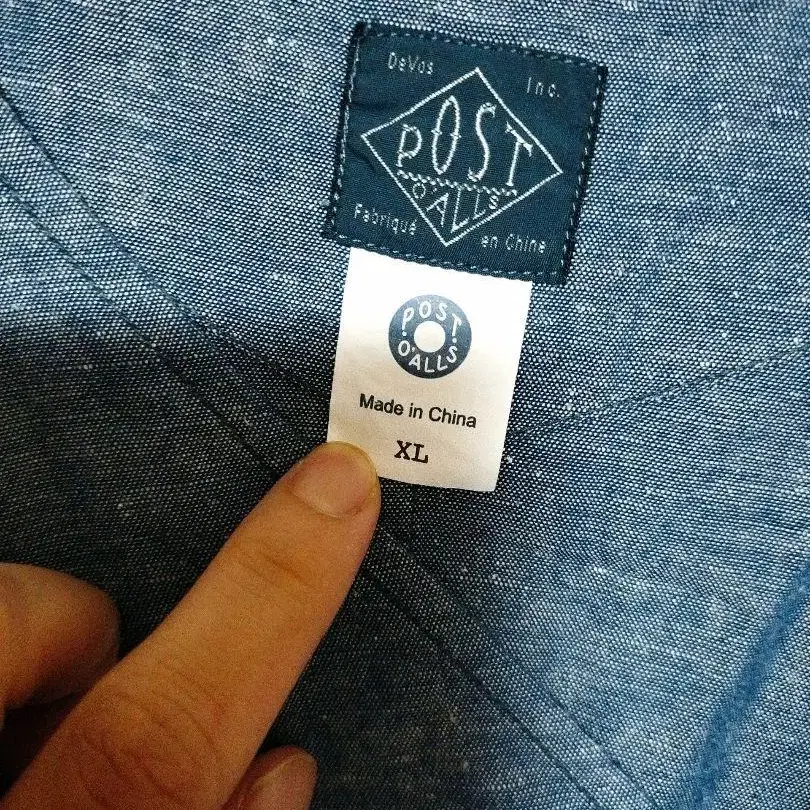 DeVos Inc.
POST
O'ALLS
Fabriqué en Chine
POST
O'ALLS
Made in China
XL